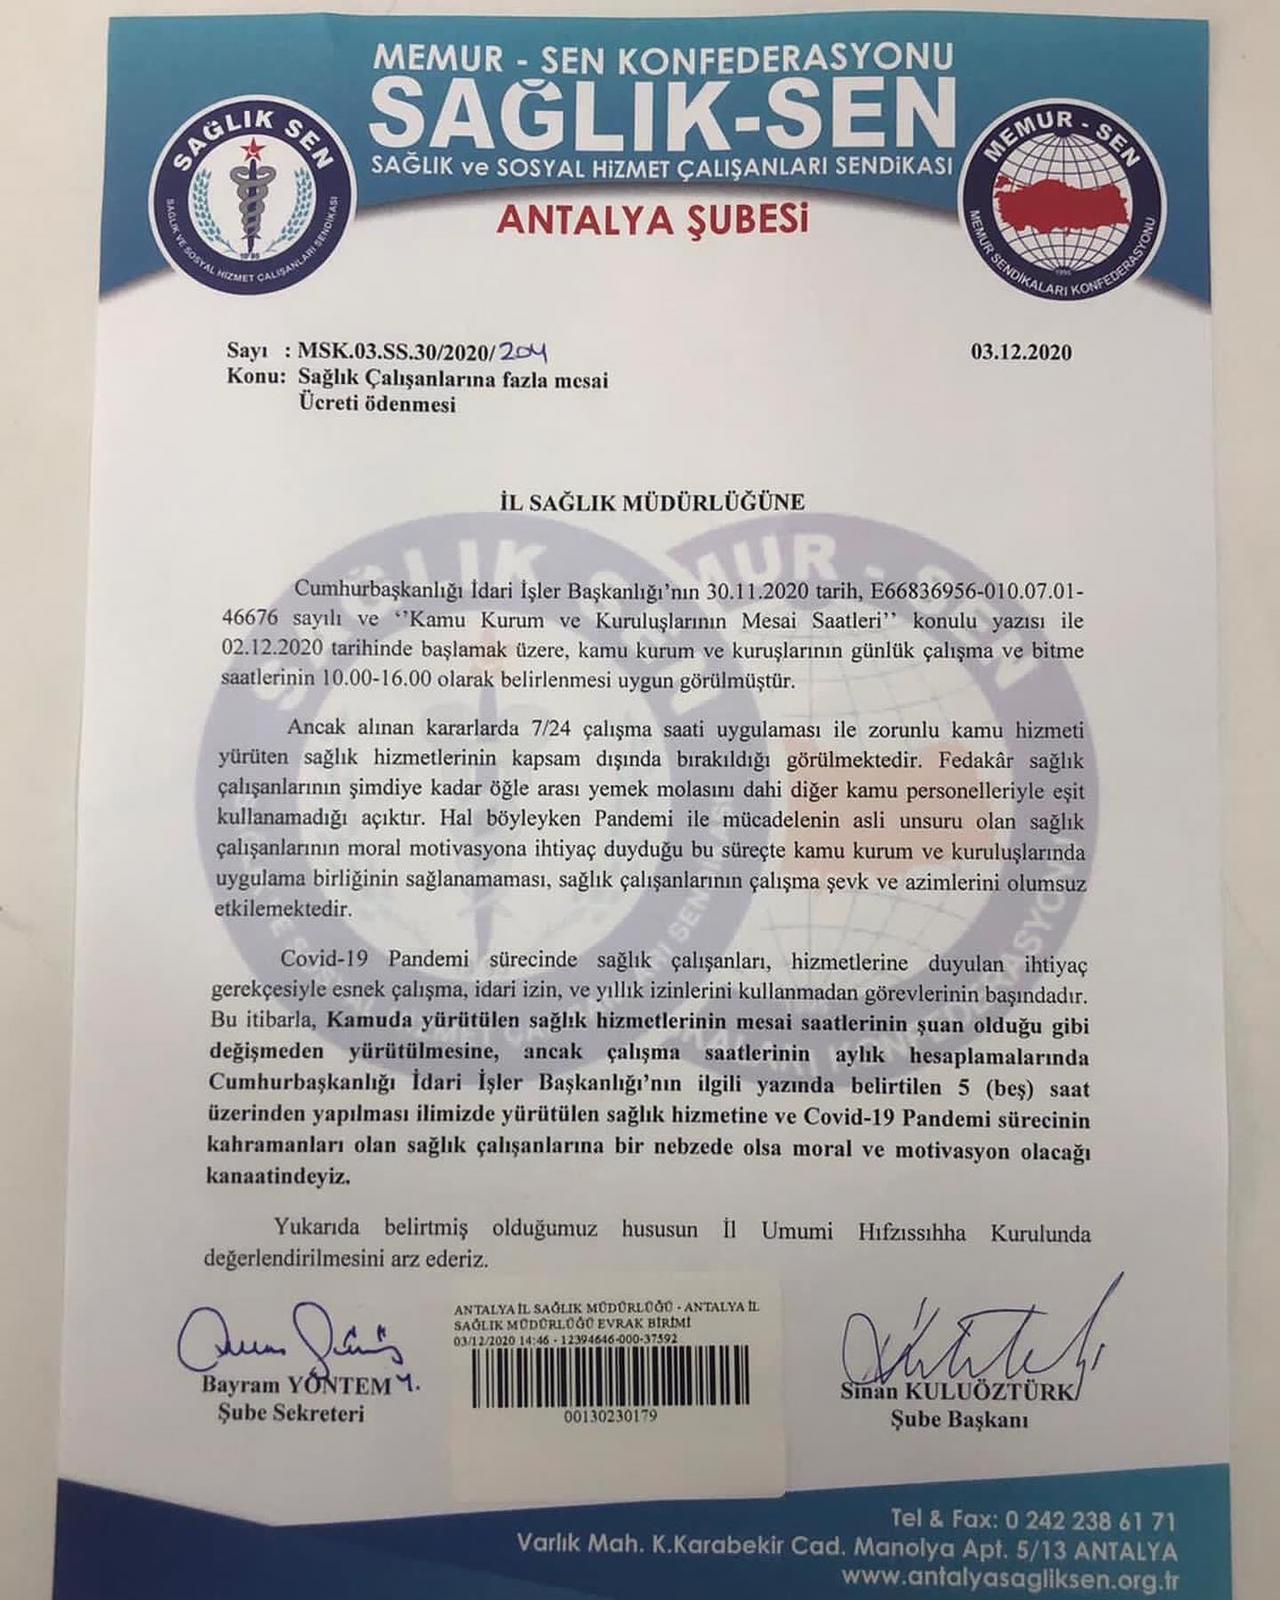 MEMUR - SEN KONFEDERASYONU
SAĞLIK-SEN
SAĞLIK ve SOSYAL HİZMET ÇALIŞANLARI SENDİKASI
ANTALYA ŞUBESİ
SAĞLIK SEN
SAĞLIK VE SOSYAL HİZMET ÇALIŞANLARI SENDİKASI
MEMUR - SEN
1995
MEMUR SENDİKALARI KONFEDERASYONU
Sayı : MSK.03.SS.30/2020/204
03.12.2020
Konu: Sağlık Çalışanlarına fazla mesai
Ücreti ödenmesi
İL SAĞLIK MÜDÜRLÜĞÜNE
Cumhurbaşkanlığı İdari İşler Başkanlığı'nın 30.11.2020 tarih, E66836956-010.07.01-
46676 sayılı ve ‘’Kamu Kurum ve Kuruluşlarının Mesai Saatleri’’ konulu yazısı ile
02.12.2020 tarihinde başlamak üzere, kamu kurum ve kuruşlarının günlük çalışma ve bitme
saatlerinin 10.00-16.00 olarak belirlenmesi uygun görülmüştür.
Ancak alınan kararlarda 7/24 çalışma saati uygulaması ile zorunlu kamu hizmeti
yürüten sağlık hizmetlerinin kapsam dışında bırakıldığı görülmektedir. Fedakâr sağlık
çalışanlarının şimdiye kadar öğle arası yemek molasını dahi diğer kamu personelleriyle eşit
kullanamadığı açıktır. Hal böyleyken Pandemi ile mücadelenin asli unsuru olan sağlık
çalışanlarının moral motivasyona ihtiyaç duyduğu bu süreçte kamu kurum ve kuruluşlarında
uygulama birliğinin sağlanamaması, sağlık çalışanlarının çalışma şevk ve azimlerini olumsuz
etkilemektedir.
Covid-19 Pandemi sürecinde sağlık çalışanları, hizmetlerine duyulan ihtiyaç
gerekçesiyle esnek çalışma, idari izin, ve yıllık izinlerini kullanmadan görevlerinin başındadır.
Bu itibarla, Kamuda yürütülen sağlık hizmetlerinin mesai saatlerinin şuan olduğu gibi
değişmeden yürütülmesine, ancak çalışma saatlerinin aylık hesaplamalarında
Cumhurbaşkanlığı İdari İşler Başkanlığı'nın ilgili yazında belirtilen 5 (beş) saat
üzerinden yapılması ilimizde yürütülen sağlık hizmetine ve Covid-19 Pandemi sürecinin
kahramanları olan sağlık çalışanlarına bir nebzede olsa moral ve motivasyon olacağı
kanaatindeyiz.
Yukarıda belirtmiş olduğumuz hususun İl Umumi Hıfzıssıhha Kurulunda
değerlendirilmesini arz ederiz.
ANTALYA İL SAĞLIK MÜDÜRLÜĞÜ - ANTALYA İL
SAĞLIK MÜDÜRLÜĞÜ EVRAK BİRİMİ
03/12/2020 14:46 - 12394646-000-37592
00130230179
Bayram YÖNTEM
Şube Sekreteri
Sinan KULUÖZTÜRK
Şube Başkanı
Tel & Fax: 0 242 238 61 71
Varlık Mah. K.Karabekir Cad. Manolya Apt. 5/13 ANTALYA
www.antalyasagliksen.org.tr